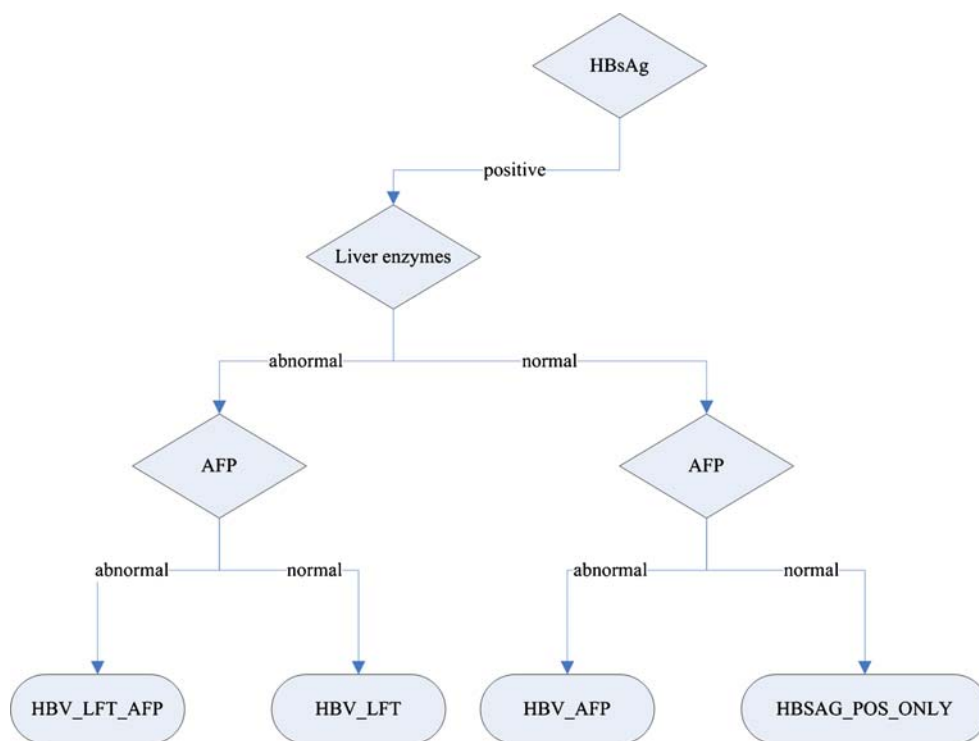 HBsAg
positive
Liver enzymes
abnormal
normal
AFP
AFP
abnormal
normal
abnormal
normal
HBV_LFT_AFP
HBV_LFT
HBV_AFP
HBSAG_POS_ONLY